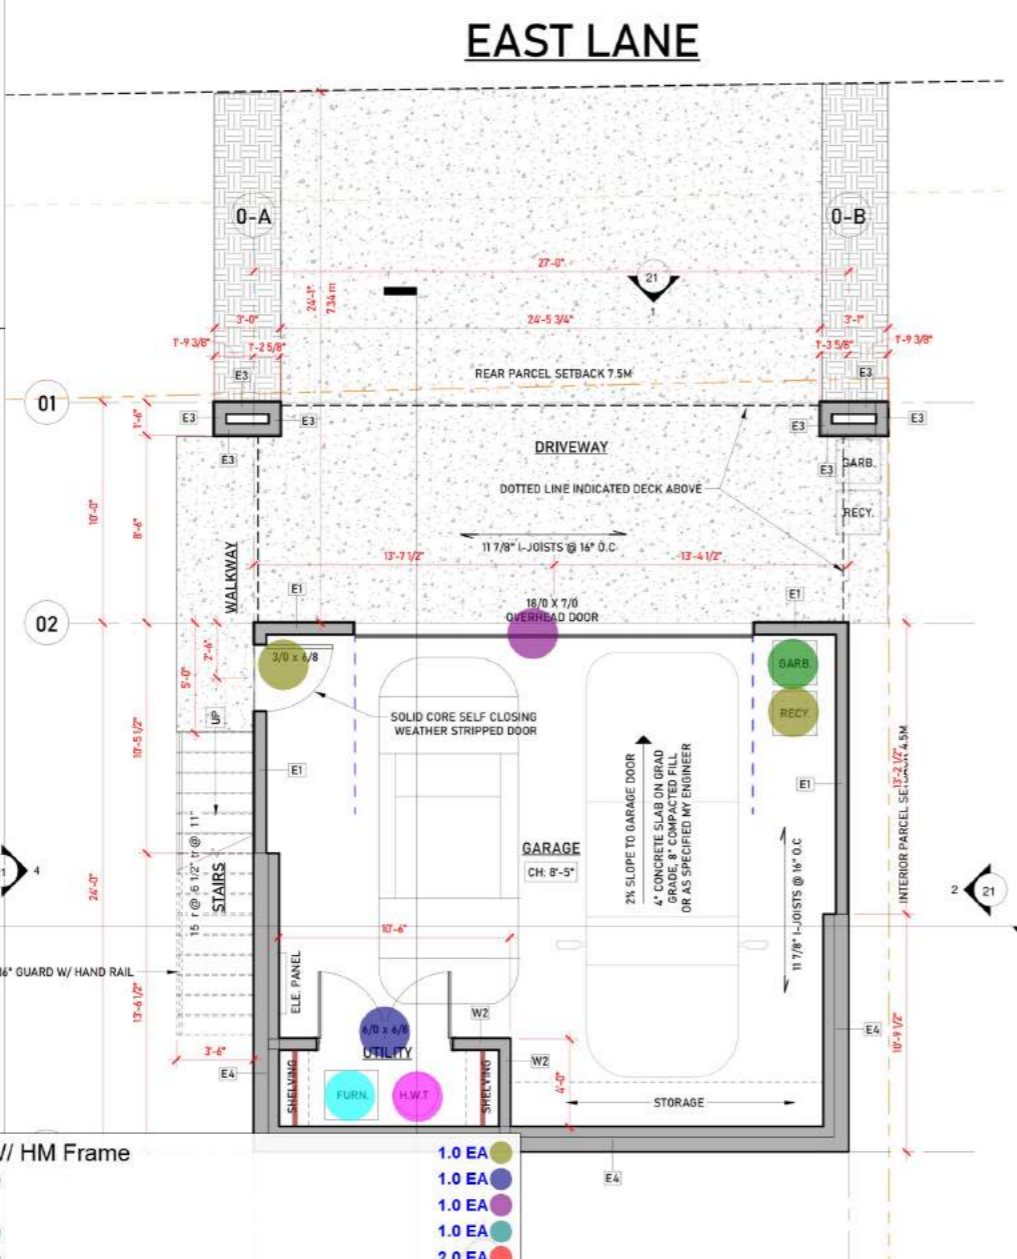 EAST LANE
0-A
0-B
27'-0"
21
1
24'-1"
7.34 m
3'-0"
24'-5 3/4"
3'-1"
1'-9 3/8"
1'-2 5/8"
1'-3 5/8"
1'-9 3/8"
E3
REAR PARCEL SETBACK 7.5M
E3
01
1'-6"
E3
E3
E3
E3
E3
E3
GARB.
DRIVEWAY
DOTTED LINE INDICATED DECK ABOVE
RECY.
10'-0"
8'-6"
11 7/8" I-JOISTS @ 16" O.C
13'-7 1/2"
13'-4 1/2"
WALKWAY
E1
E1
18/0 X 7/0
OVERHEAD DOOR
02
2'-6"
5'-0"
3/0 x 6/8
GARB.
RECY.
UP
SOLID CORE SELF CLOSING
WEATHER STRIPPED DOOR
10'-5 1/2"
E1
E1
2% SLOPE TO GARAGE DOOR
4" CONCRETE SLAB ON GRAD
GRADE, 8" COMPACTED FILL
OR AS SPECIFIED MY ENGINEER
13'-2 1/2"
INTERIOR PARCEL SETBACK 4.5M
15 r @ 6 1/2" tr @ 11"
STAIRS
GARAGE
CH: 8'-5"
11 7/8" I-JOISTS @ 16" O.C
4
2
21
10'-6"
6" GUARD W/ HAND RAIL
ELE. PANEL
13'-6 1/2"
W2
6/0 x 6/8
UTILITY
W2
E4
10'-9 1/2"
3'-6"
E4
SHELVING
FURN.
H.W.T
SHELVING
4'-0"
STORAGE
E4
HM Frame
1.0 EA
1.0 EA
1.0 EA
1.0 EA
2.0 EA